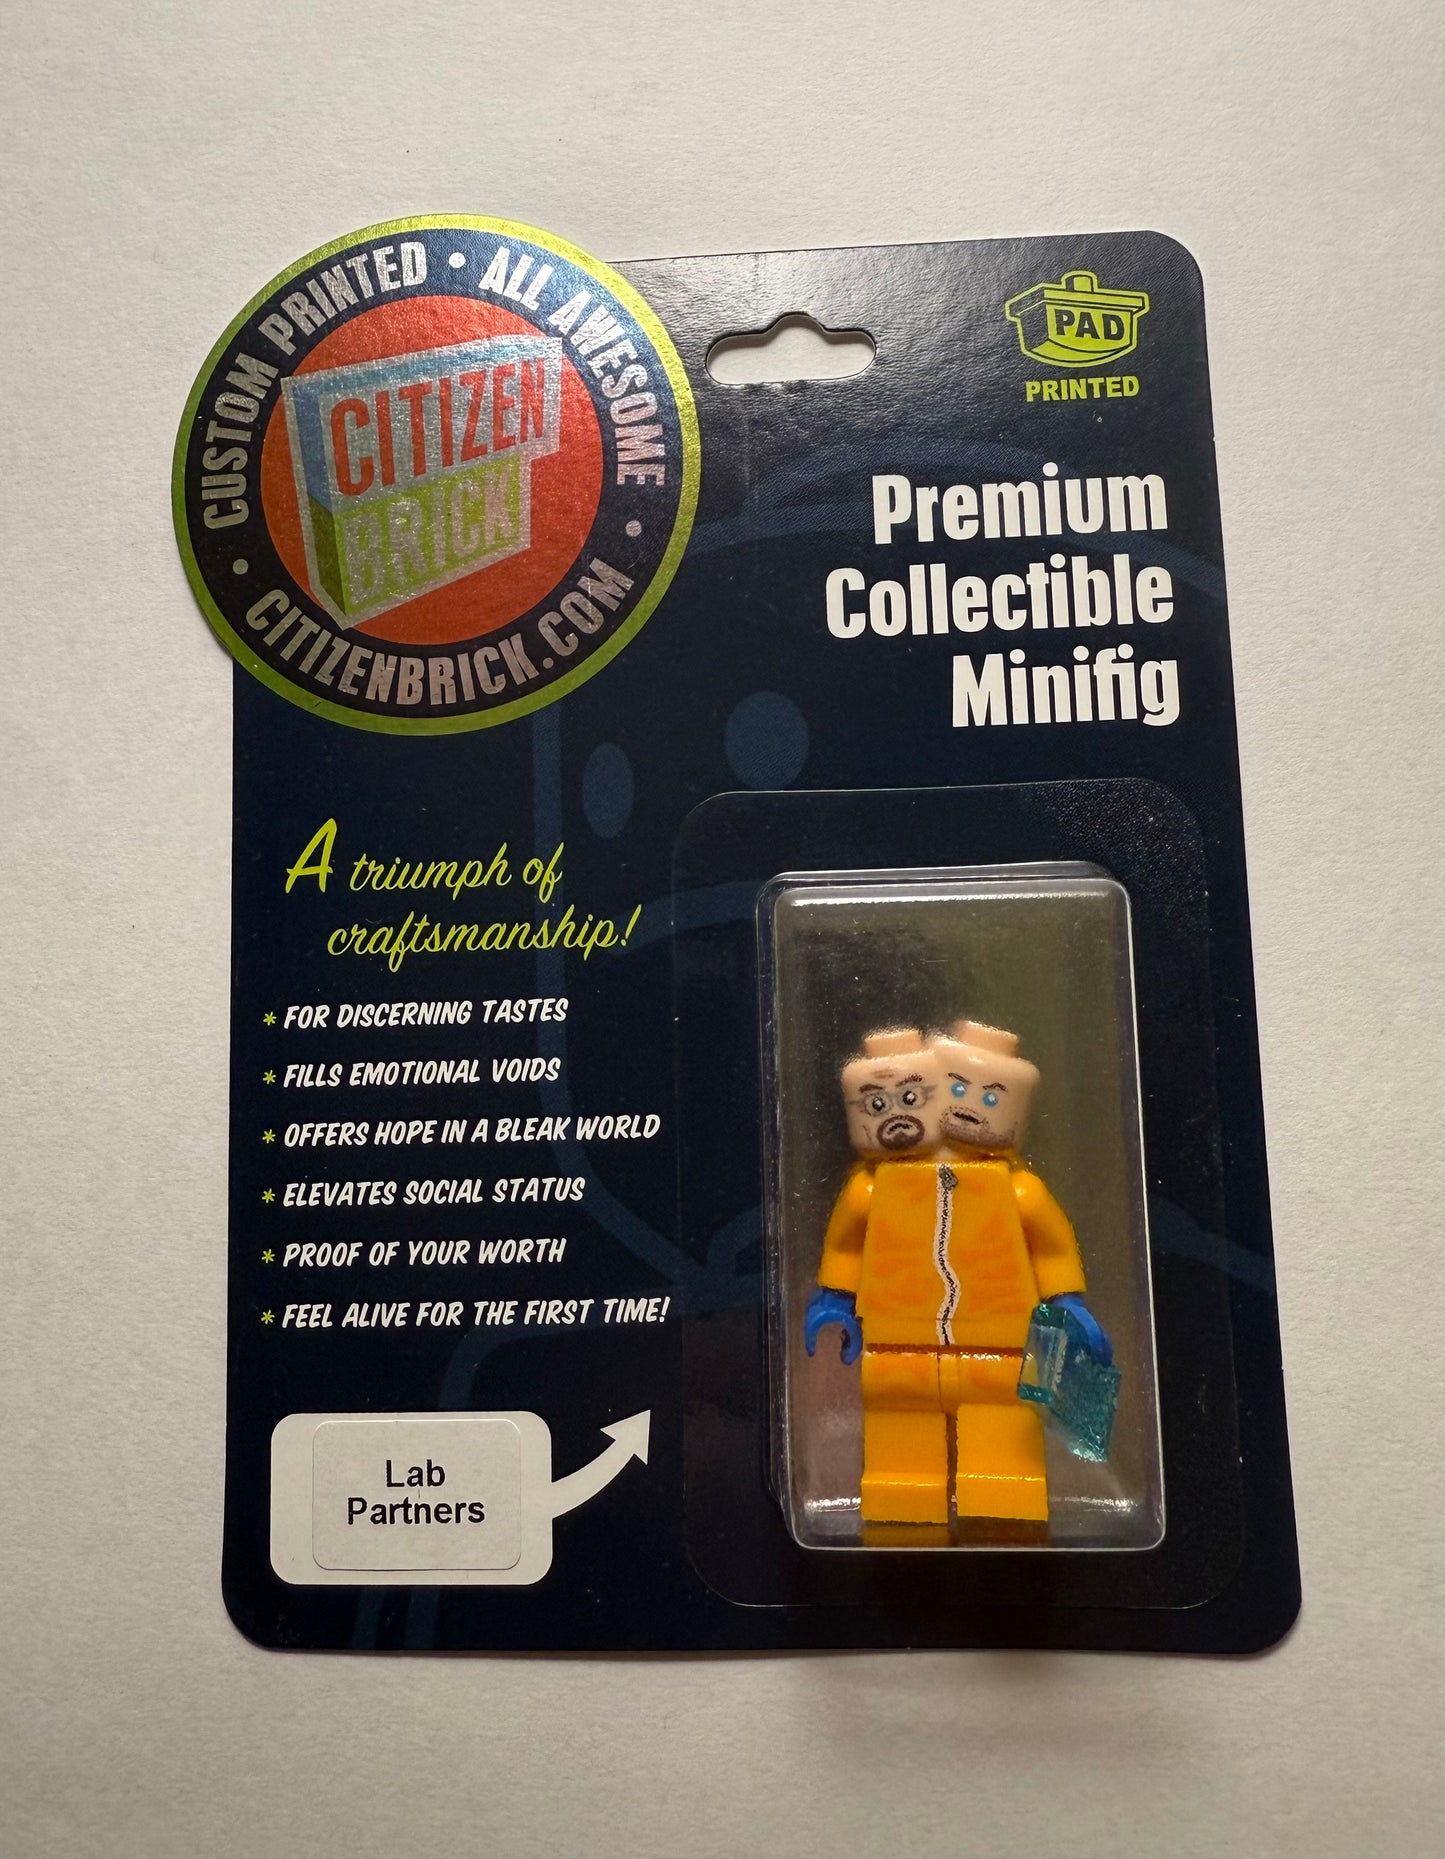 CUSTOM PRINTED • ALL AWESOME •
CITIZEN
BRICK
CITIZENBRICK.COM •
PAD
PRINTED
Premium
Collectible
Minifig
A triumph of
craftsmanship!
* FOR DISCERNING TASTES
* FILLS EMOTIONAL VOIDS
* OFFERS HOPE IN A BLEAK WORLD
* ELEVATES SOCIAL STATUS
* PROOF OF YOUR WORTH
* FEEL ALIVE FOR THE FIRST TIME!
Lab
Partners